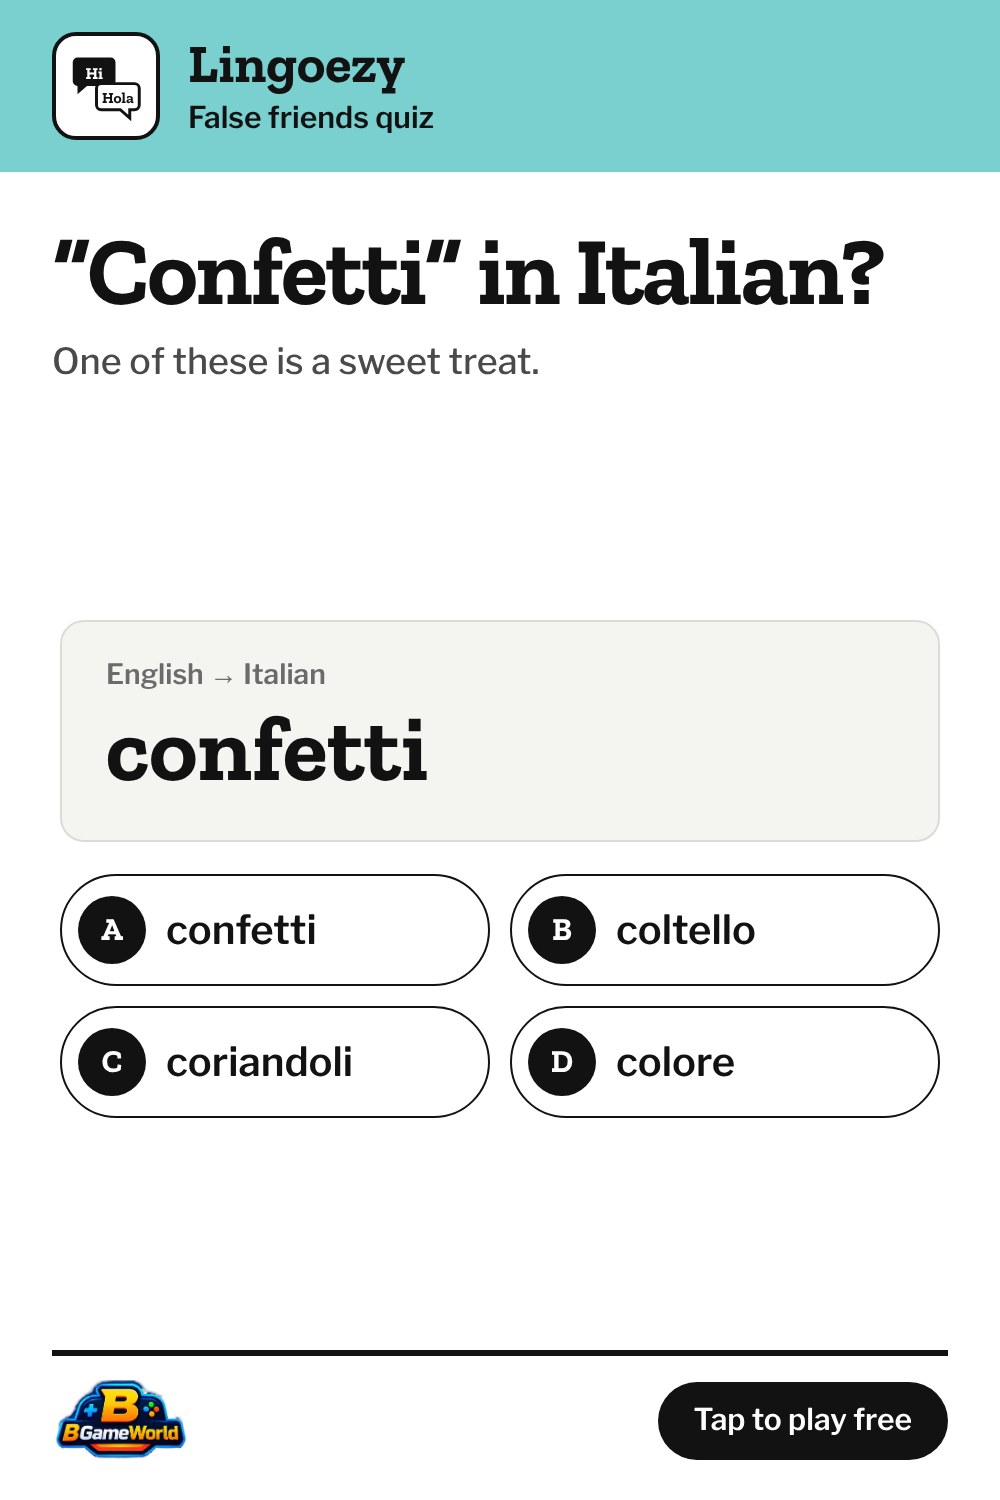 Hi
Hola
Lingoezy
False friends quiz
"Confetti" in Italian?
One of these is a sweet treat.
English → Italian
confetti
A confetti
B coltello
C coriandoli
D colore
B
BGameWorld
Tap to play free